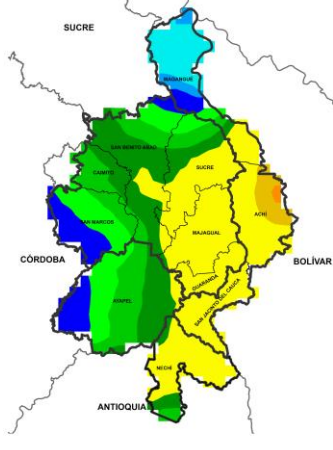 SUCRE
MAGANGUÉ
SAN BENITO ABAD
SUCRE
CAIMITO
SAN MARCOS
ACHÍ
MAJAGUAL
CÓRDOBA
BOLÍVAR
GUARANDA
SAN JACINTO DEL CAUCA
AYAPEL
NECHÍ
ANTIOQUIA